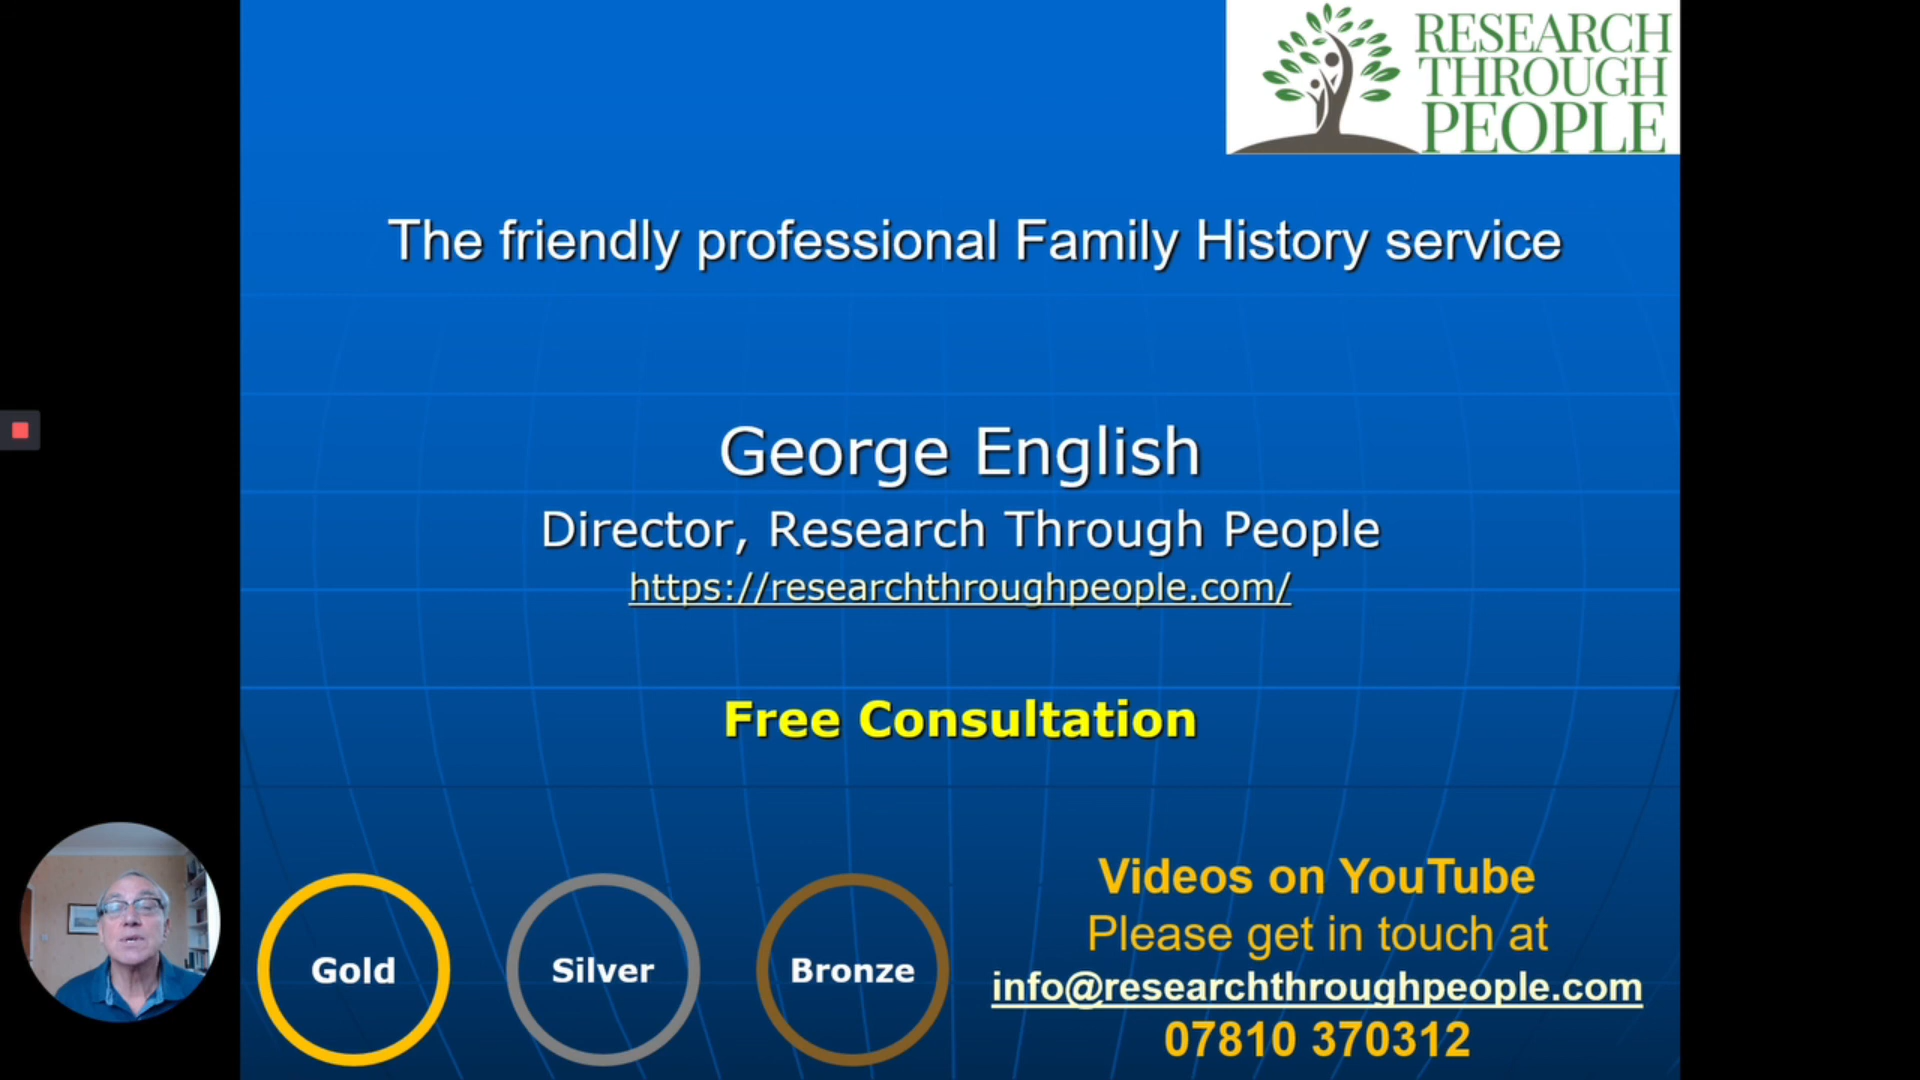 RESEARCH
THROUGH
PEOPLE
The friendly professional Family History service
George English
Director, Research Through People
https://researchthroughpeople.com/
Free Consultation
Gold
Silver
Bronze
Videos on YouTube
Please get in touch at
info@researchthroughpeople.com
07810 370312